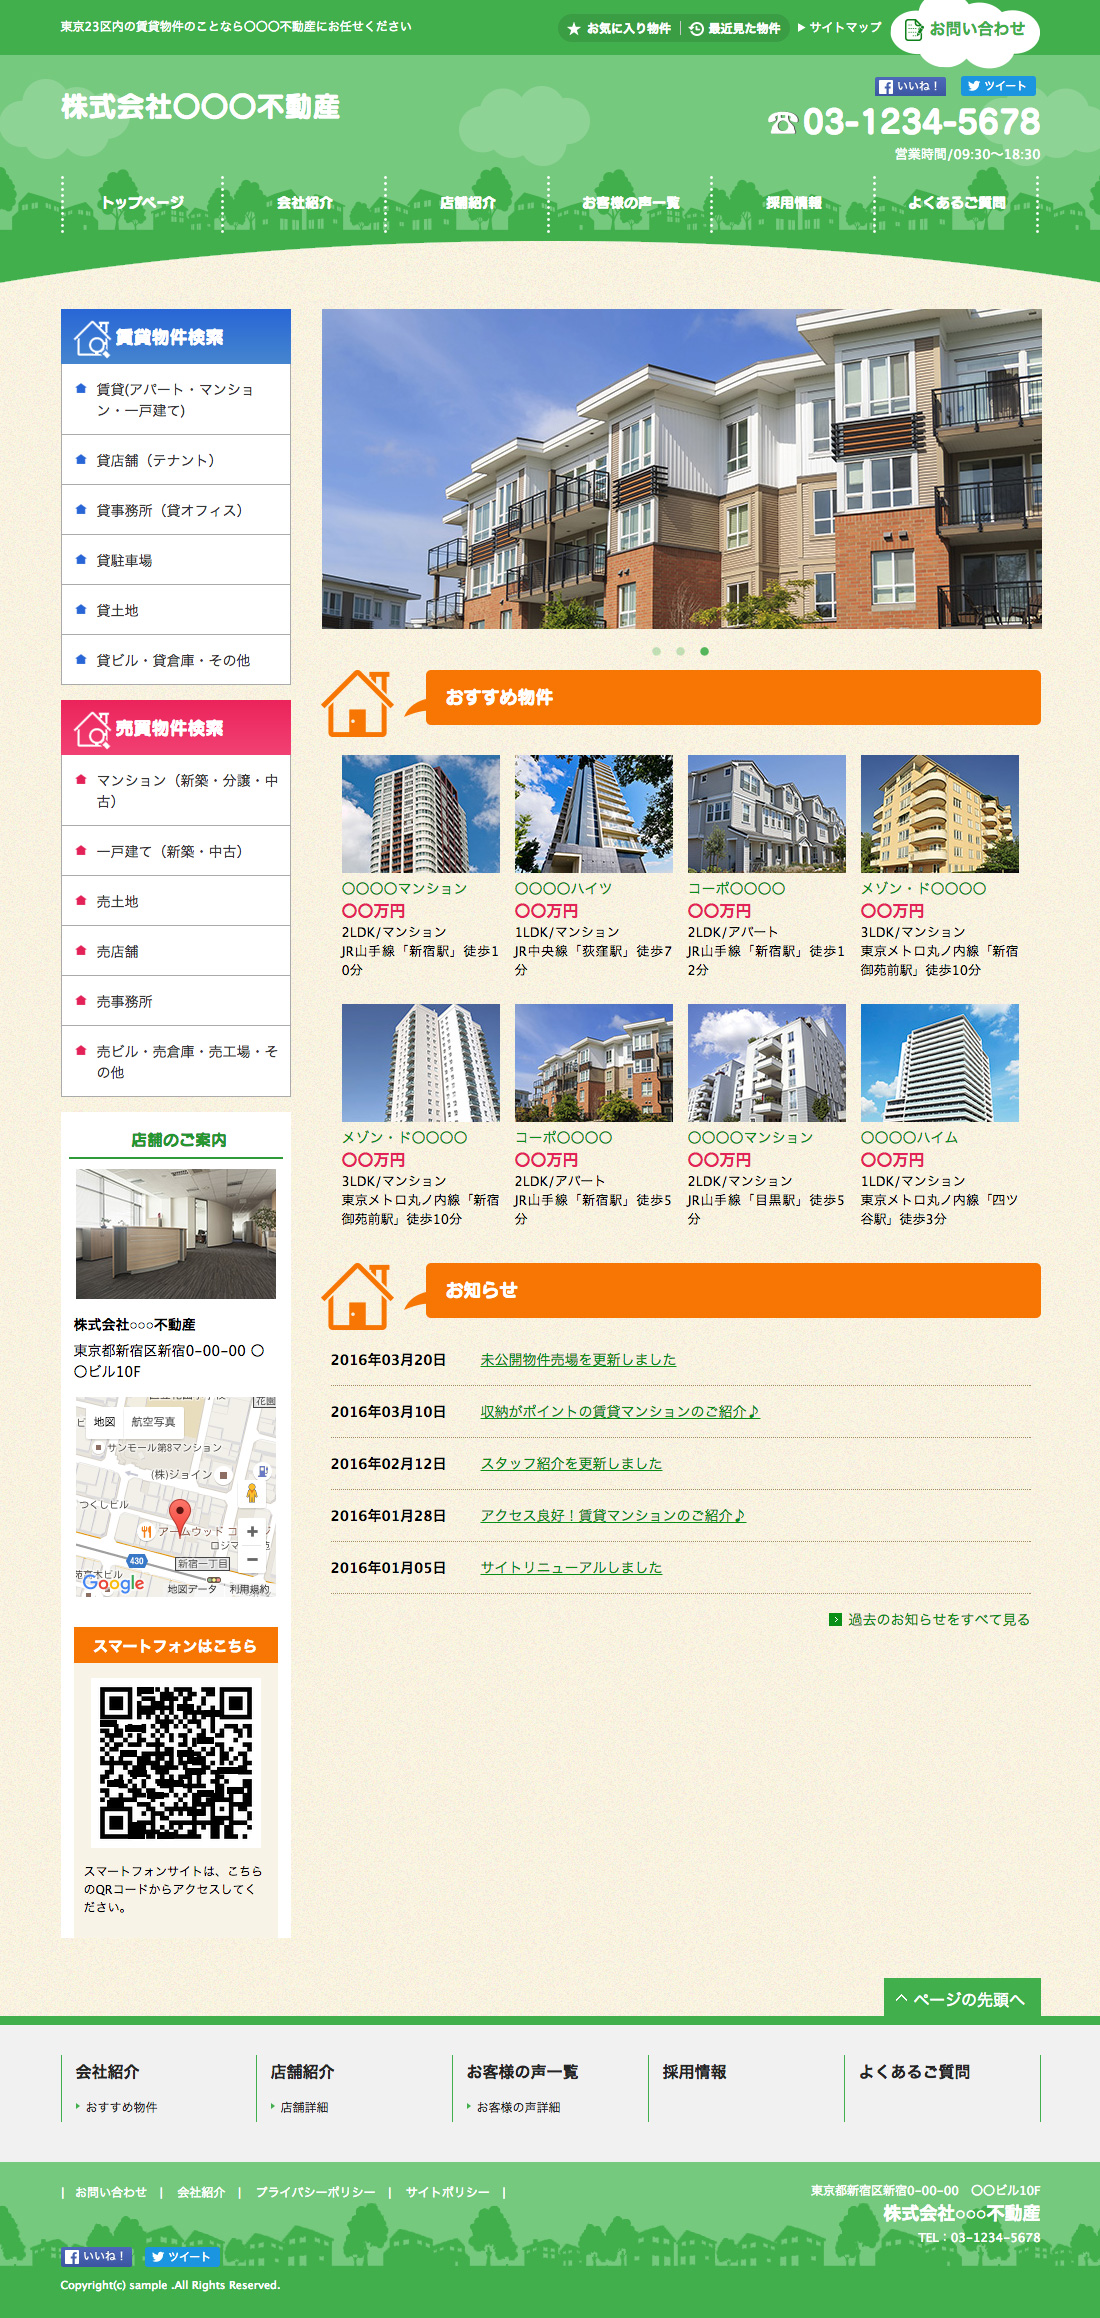 東京23区内の賃貸物件のことなら〇〇〇不動産にお任せください
お気に入り物件
最近見た物件
サイトマップ
お問い合わせ
いいね！
ツイート
株式会社〇〇〇不動産
03-1234-5678
営業時間/09:30〜18:30
トップページ
会社紹介
店舗紹介
お客様の声一覧
採用情報
よくあるご質問
賃貸物件検索
賃貸(アパート・マンショ
ン・一戸建て)
貸店舗（テナント）
貸事務所（貸オフィス）
貸駐車場
貸土地
貸ビル・貸倉庫・その他
売買物件検索
マンション（新築・分譲・中
古）
一戸建て（新築・中古）
売土地
売店舗
売事務所
売ビル・売倉庫・売工場・そ
の他
店舗のご案内
株式会社○○○不動産
東京都新宿区新宿0-00-00 〇
〇ビル10F
花園
地図
航空写真
サンモール第8マンション
(株)ジョイン
つくしビル
アームウッド コ
ロジマ
430
新宿一丁目
Google
地図データ
利用規約
スマートフォンはこちら
スマートフォンサイトは、こちら
のQRコードからアクセスしてく
ださい。
おすすめ物件
〇〇〇〇マンション
〇〇万円
2LDK/マンション
JR山手線「新宿駅」徒歩1
0分
〇〇〇〇ハイツ
〇〇万円
1LDK/マンション
JR中央線「荻窪駅」徒歩7
分
コーポ〇〇〇〇
〇〇万円
2LDK/アパート
JR山手線「新宿駅」徒歩1
2分
メゾン・ド〇〇〇〇
〇〇万円
3LDK/マンション
東京メトロ丸ノ内線「新宿
御苑前駅」徒歩10分
メゾン・ド〇〇〇〇
〇〇万円
3LDK/マンション
東京メトロ丸ノ内線「新宿
御苑前駅」徒歩10分
コーポ〇〇〇〇
〇〇万円
2LDK/アパート
JR山手線「新宿駅」徒歩5
分
〇〇〇〇マンション
〇〇万円
2LDK/マンション
JR山手線「目黒駅」徒歩5
分
〇〇〇〇ハイム
〇〇万円
1LDK/マンション
東京メトロ丸ノ内線「四ツ
谷駅」徒歩3分
お知らせ
2016年03月20日 未公開物件売場を更新しました
2016年03月10日 収納がポイントの賃貸マンションのご紹介♪
2016年02月12日 スタッフ紹介を更新しました
2016年01月28日 アクセス良好！賃貸マンションのご紹介♪
2016年01月05日 サイトリニューアルしました
過去のお知らせをすべて見る
ページの先頭へ
会社紹介
おすすめ物件
店舗紹介
店舗詳細
お客様の声一覧
お客様の声詳細
採用情報
よくあるご質問
| お問い合わせ | 会社紹介 | プライバシーポリシー | サイトポリシー |
東京都新宿区新宿0-00-00　〇〇ビル10F
株式会社○○○不動産
TEL：03-1234-5678
いいね！
ツイート
Copyright(c) sample .All Rights Reserved.